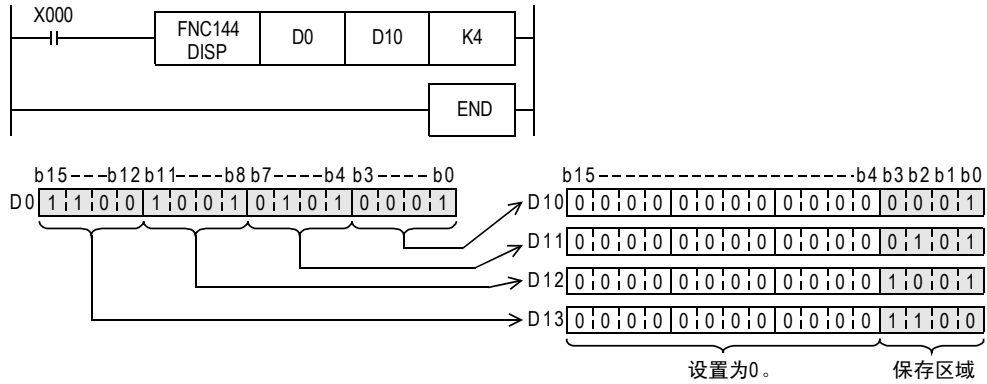 X000
FNC144 DISP D0 D10 K4
END
b15----b12 b11-----b8 b7-----b4 b3-----b0
D0 1 1 0 0 1 0 0 1 0 1 0 1 0 0 0 1
b15-------------------------b4 b3 b2 b1 b0
D10 0 0 0 0 0 0 0 0 0 0 0 0 0 0 0 1
D11 0 0 0 0 0 0 0 0 0 0 0 0 0 1 0 1
D12 0 0 0 0 0 0 0 0 0 0 0 0 1 0 0 1
D13 0 0 0 0 0 0 0 0 0 0 0 0 1 1 0 0
设置为0。 保存区域